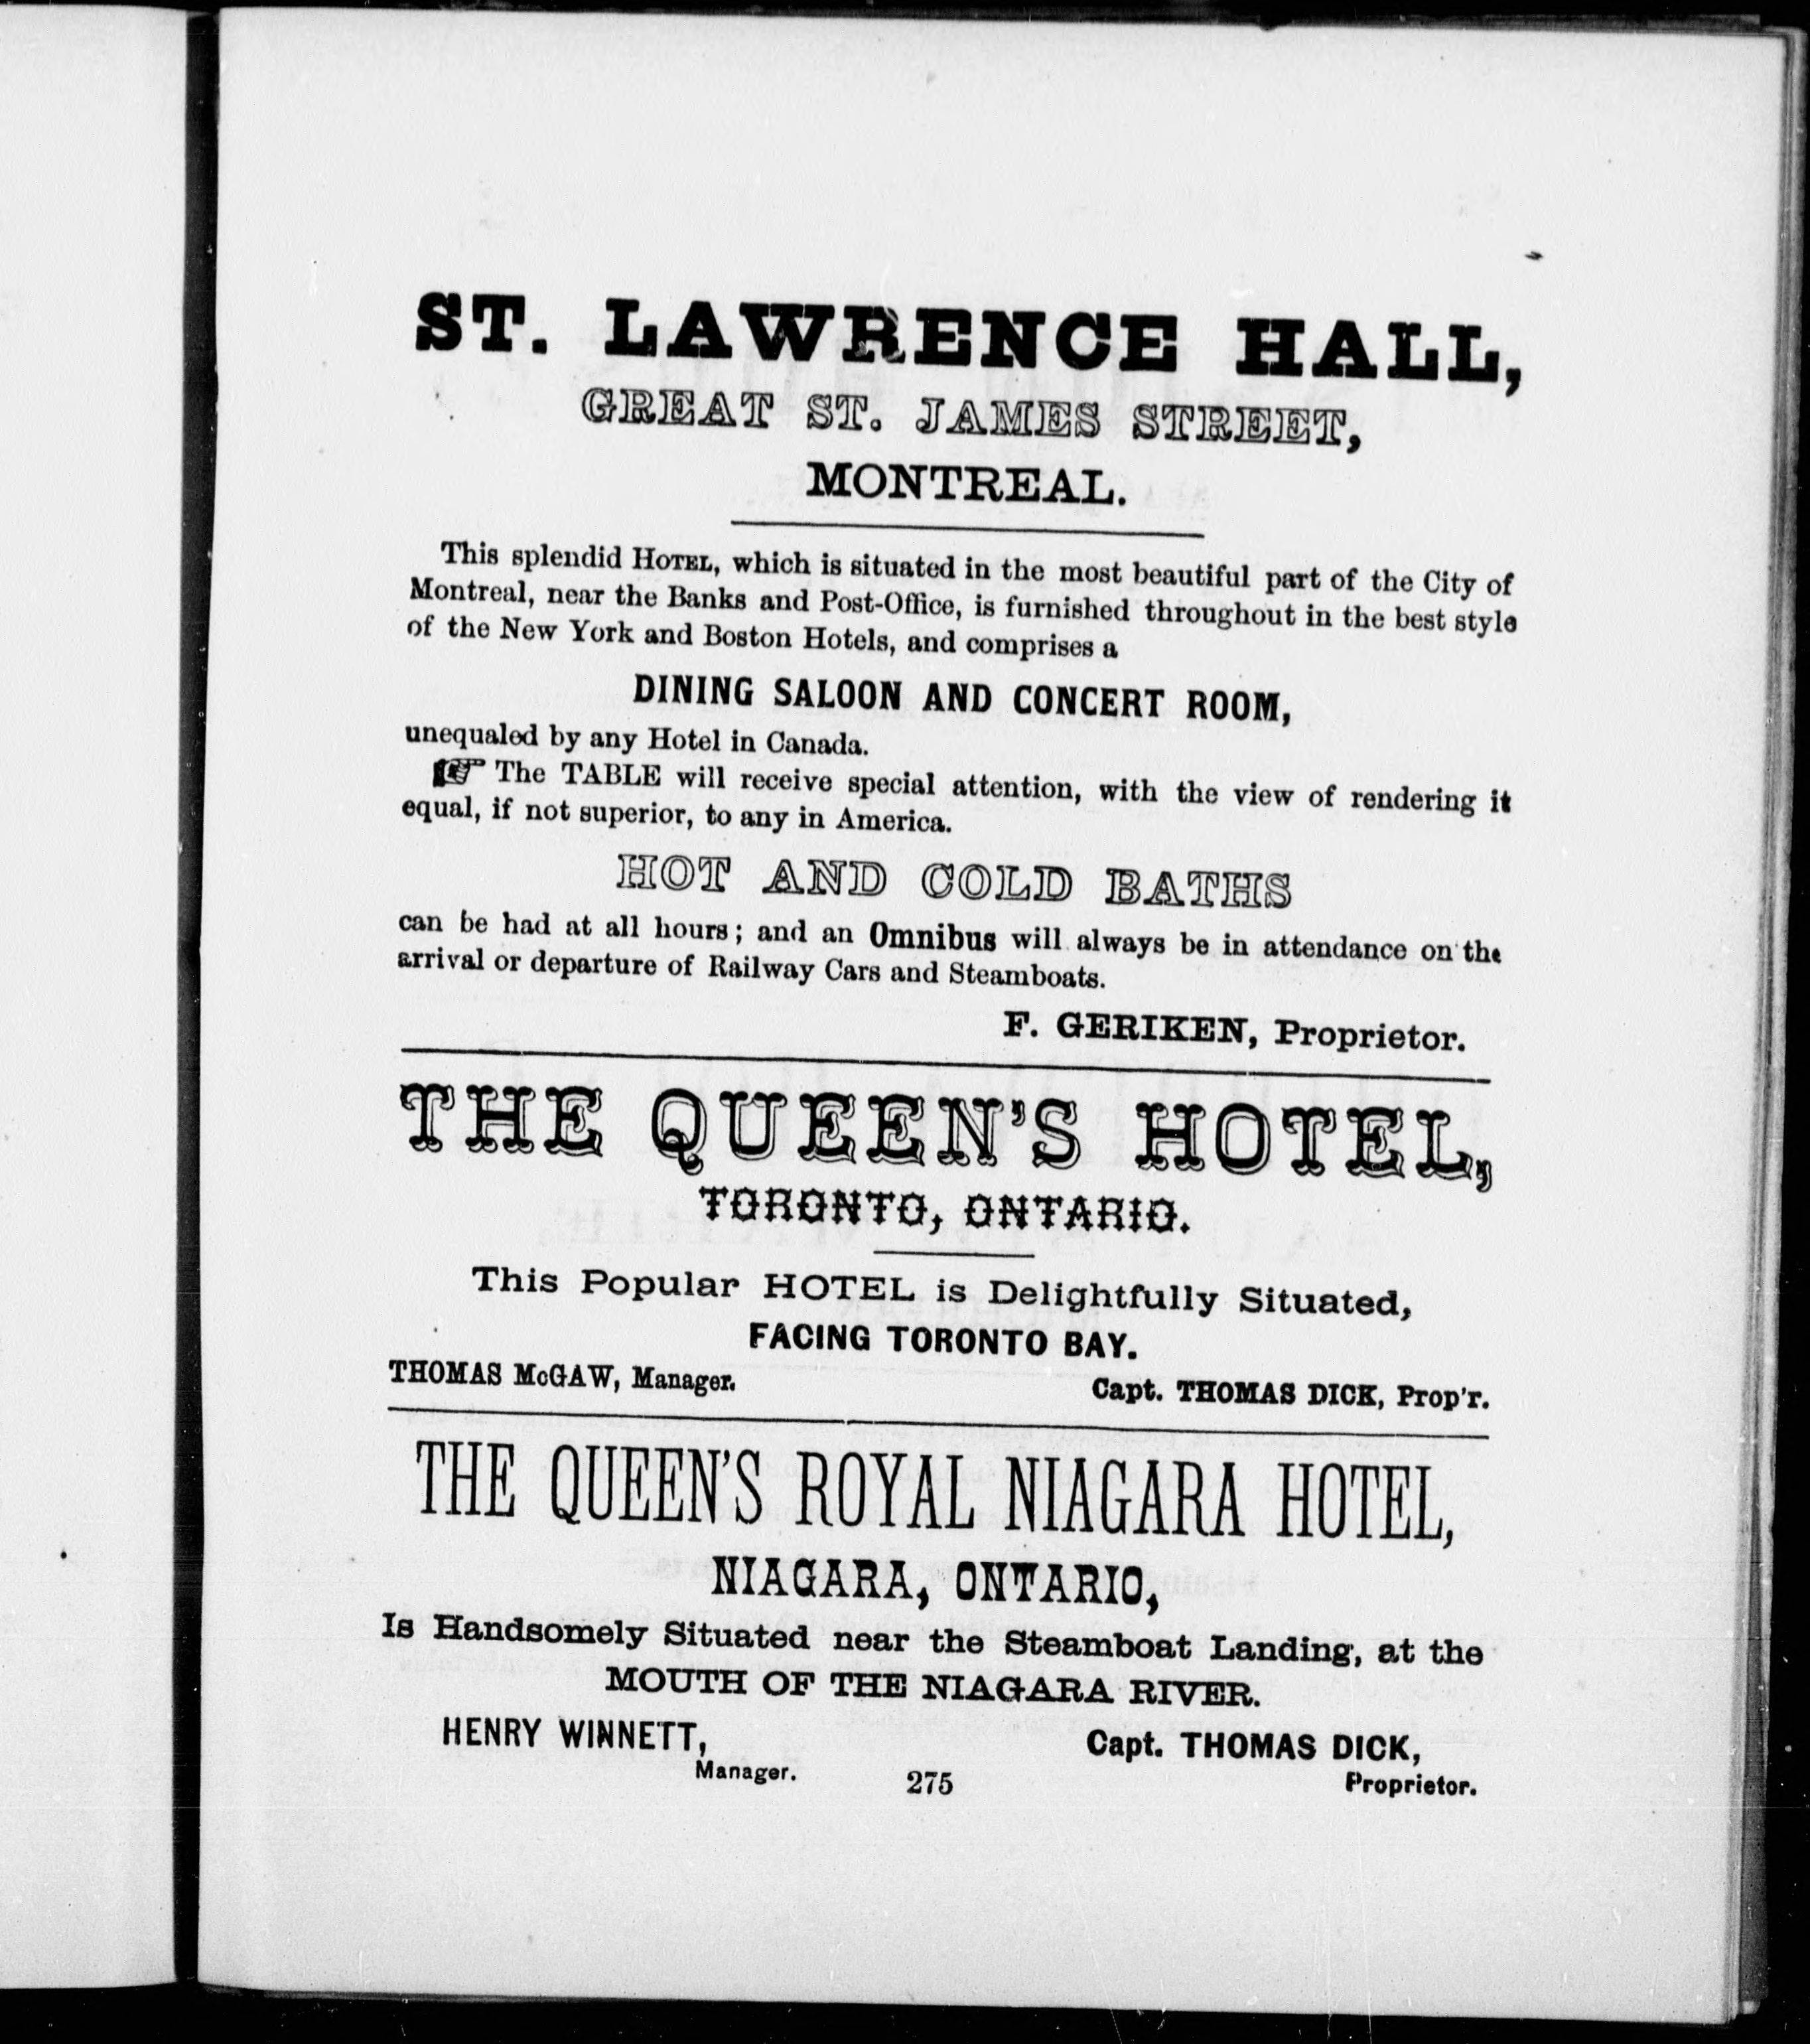 ST. LAWRENCE HALL,
GREAT ST. JAMES STREET,
MONTREAL.
This splendid HOTEL, which is situated in the most beautiful part of the City of
Montreal, near the Banks and Post-Office, is furnished throughout in the best style
of the New York and Boston Hotels, and comprises a
DINING SALOON AND CONCERT ROOM,
unequaled by any Hotel in Canada.
☞ The TABLE will receive special attention, with the view of rendering it
equal, if not superior, to any in America.
HOT AND COLD BATHS
can be had at all hours; and an Omnibus will always be in attendance on the
arrival or departure of Railway Cars and Steamboats.
F. GERIKEN, Proprietor.
THE QUEEN'S HOTEL,
TORONTO, ONTARIO.
This Popular HOTEL is Delightfully Situated,
FACING TORONTO BAY.
THOMAS McGAW, Manager. Capt. THOMAS DICK, Prop'r.
THE QUEEN'S ROYAL NIAGARA HOTEL,
NIAGARA, ONTARIO,
Is Handsomely Situated near the Steamboat Landing, at the
MOUTH OF THE NIAGARA RIVER.
HENRY WINNETT, Capt. THOMAS DICK,
Manager. 275 Proprietor.